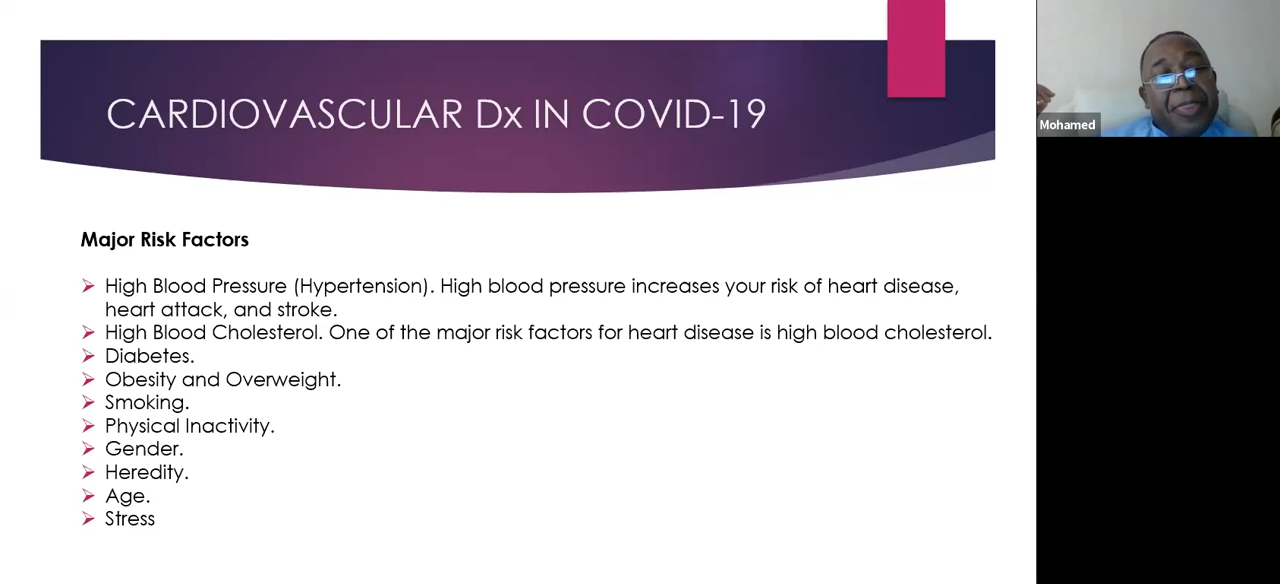 CARDIOVASCULAR Dx IN COVID-19
Mohamed
Major Risk Factors
High Blood Pressure (Hypertension). High blood pressure increases your risk of heart disease,
heart attack, and stroke.
High Blood Cholesterol. One of the major risk factors for heart disease is high blood cholesterol.
Diabetes.
Obesity and Overweight.
Smoking.
Physical Inactivity.
Gender.
Heredity.
Age.
Stress